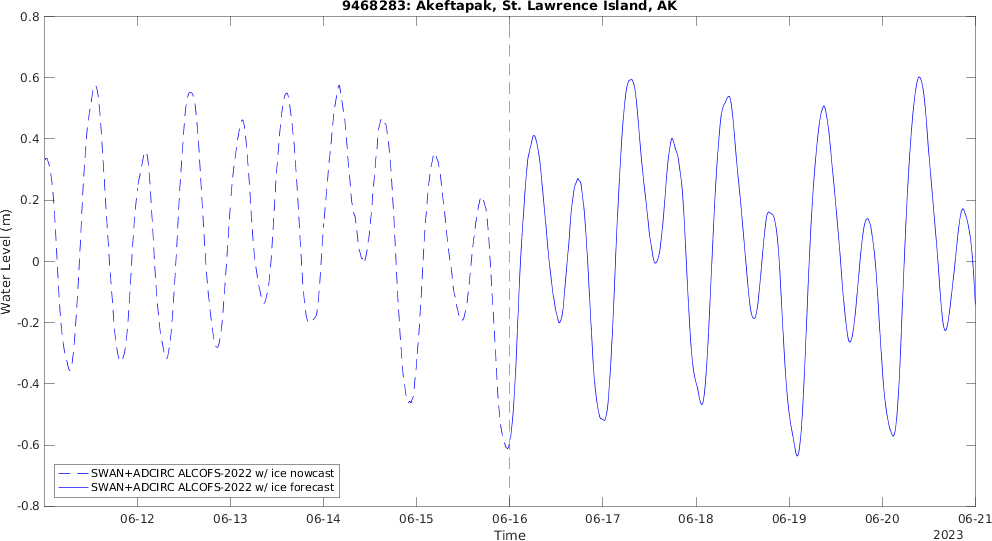 9468283: Akeftapak, St. Lawrence Island, AK
0.8
0.6
0.4
0.2
0
-0.2
-0.4
-0.6
-0.8
Water Level (m)
SWAN+ADCIRC ALCOFS-2022 w/ ice nowcast
SWAN+ADCIRC ALCOFS-2022 w/ ice forecast
06-12 06-13 06-14 06-15 06-16 06-17 06-18 06-19 06-20 06-21
Time
2023